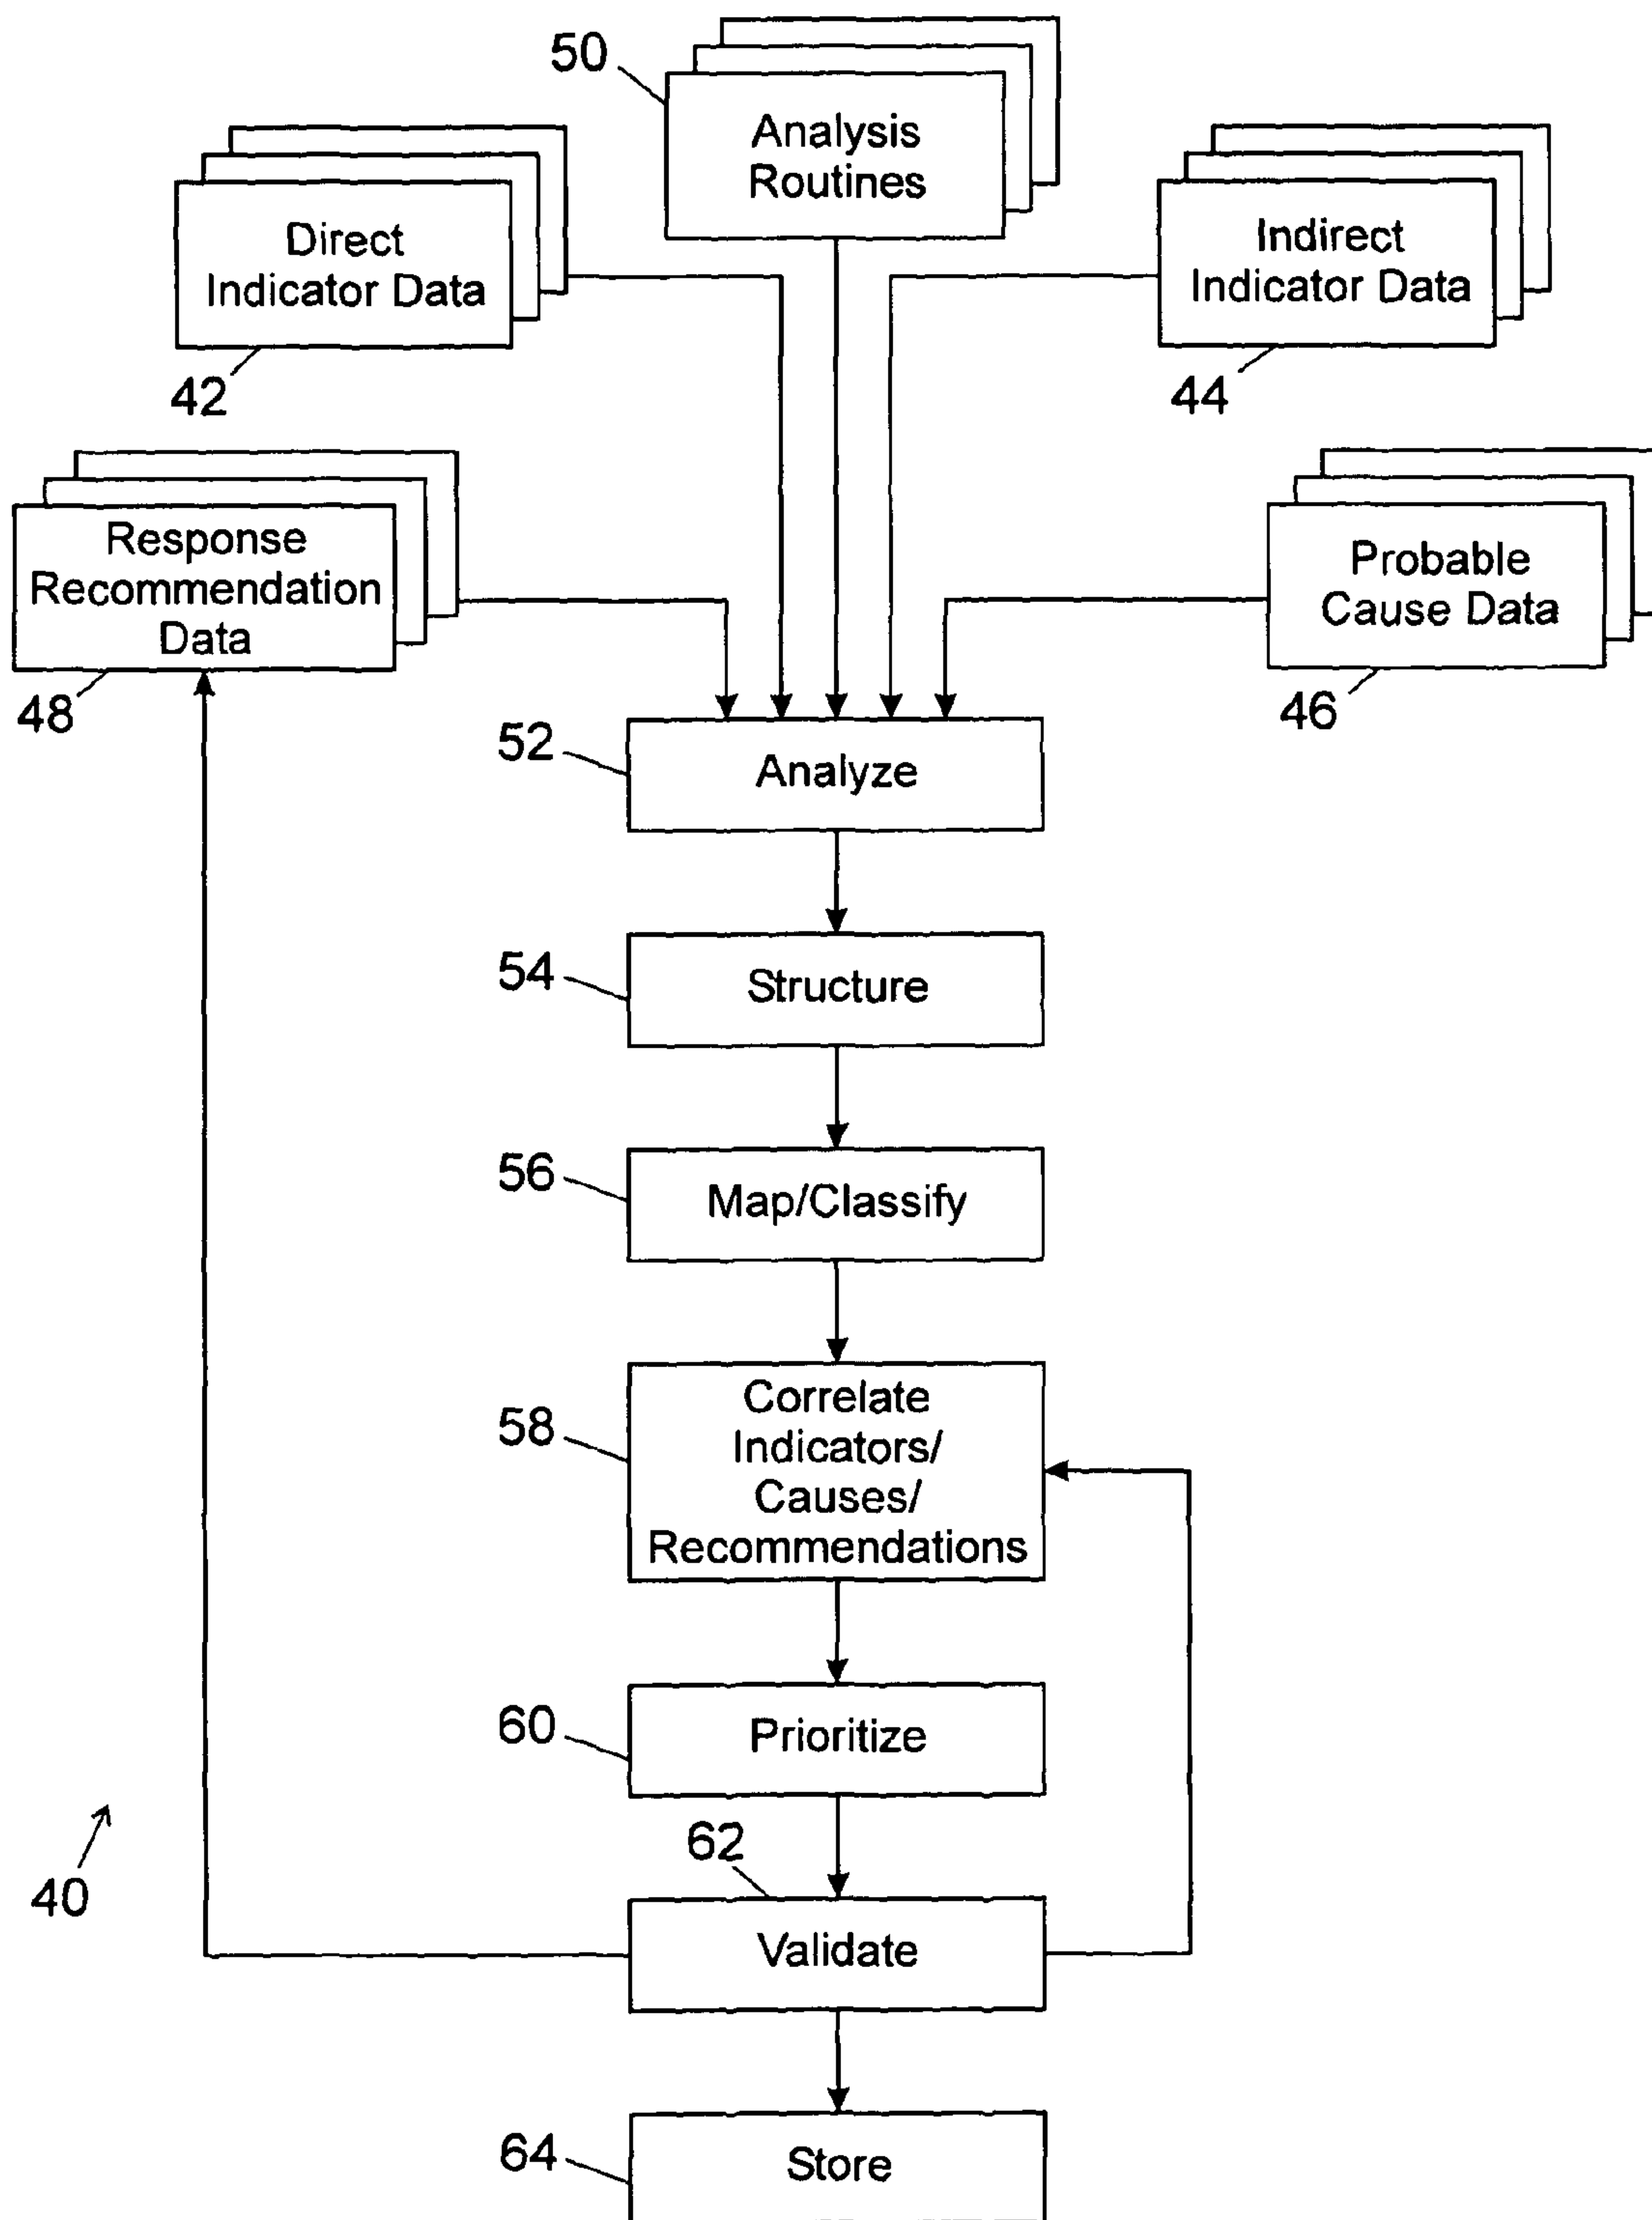 50
Analysis
Routines
Direct
Indicator Data
42
Indirect
Indicator Data
44
Response
Recommendation
Data
48
Probable
Cause Data
46
52
Analyze
54
Structure
56
Map/Classify
58
Correlate
Indicators/
Causes/
Recommendations
60
Prioritize
62
Validate
40
64
Store